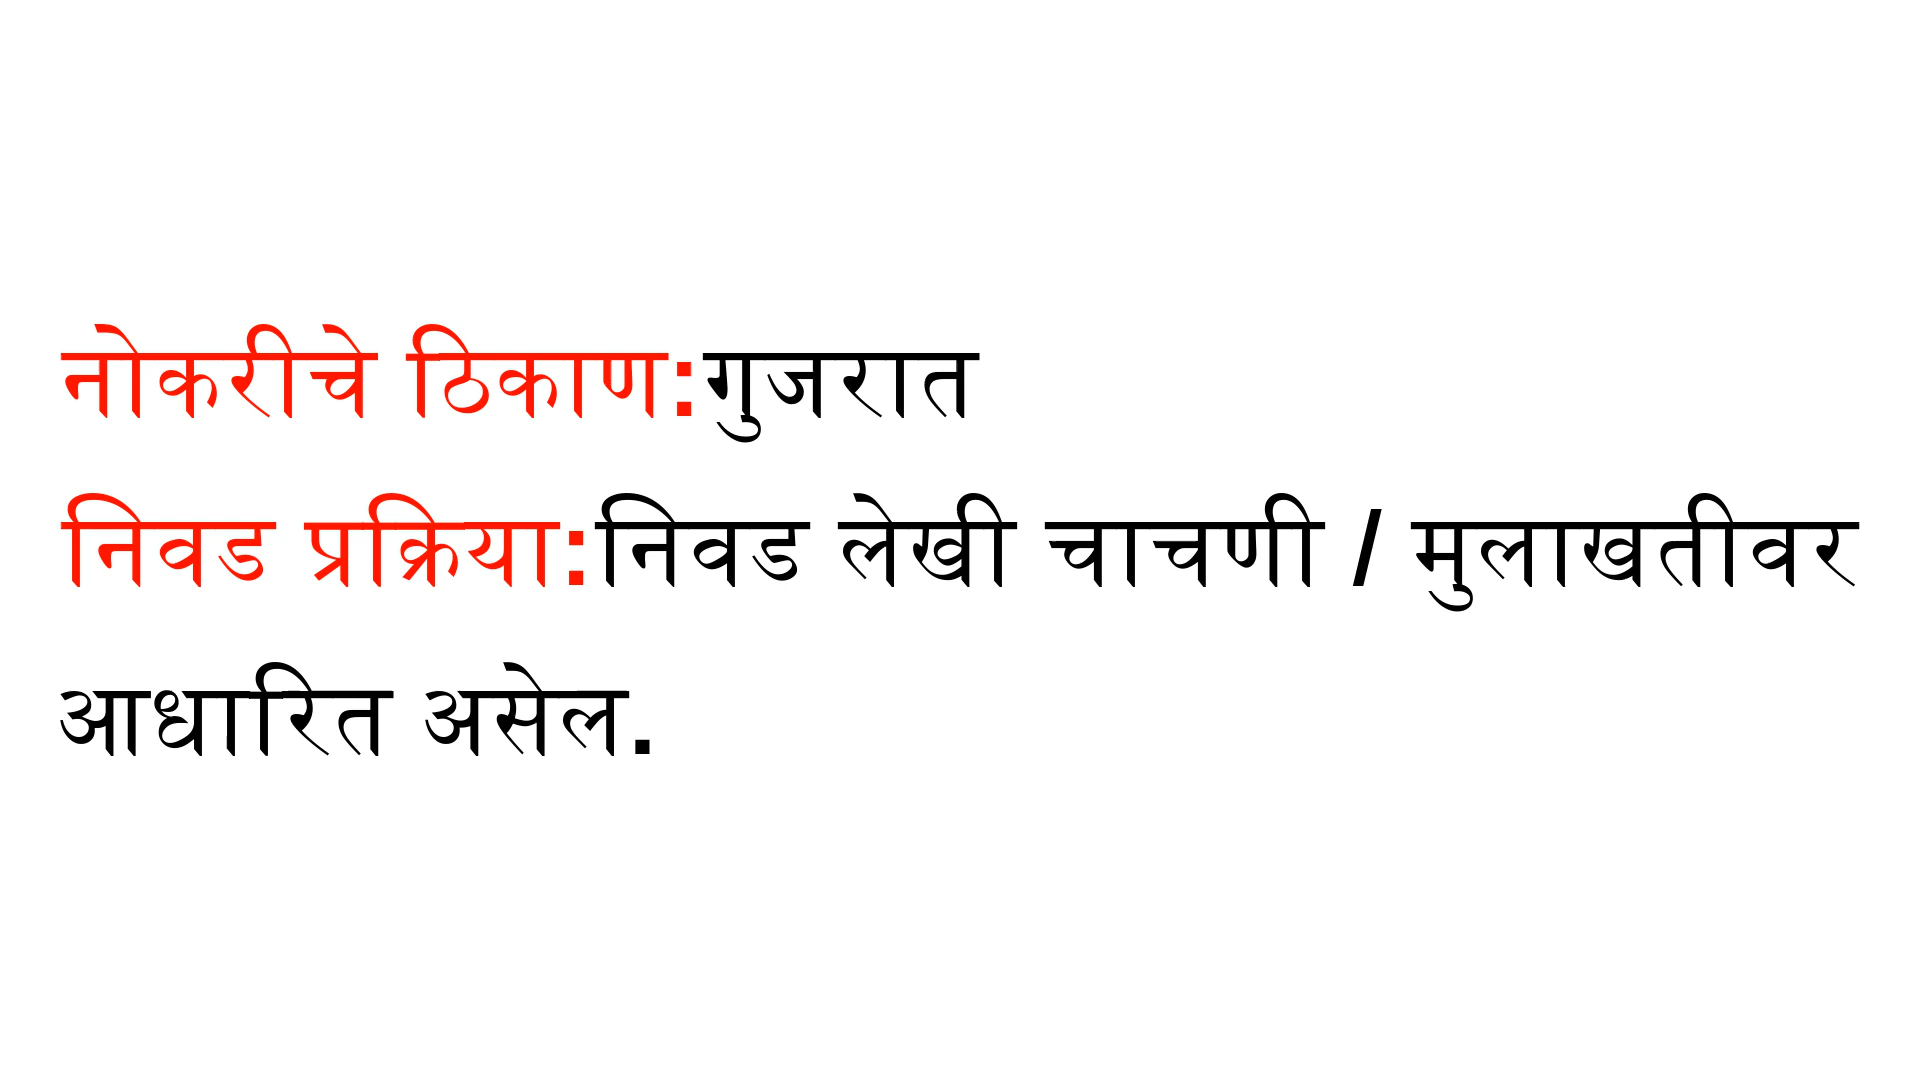 नोकरीचे ठिकाण:गुजरात
निवड प्रक्रिया:निवड लेखी चाचणी / मुलाखतीवर
आधारित असेल.